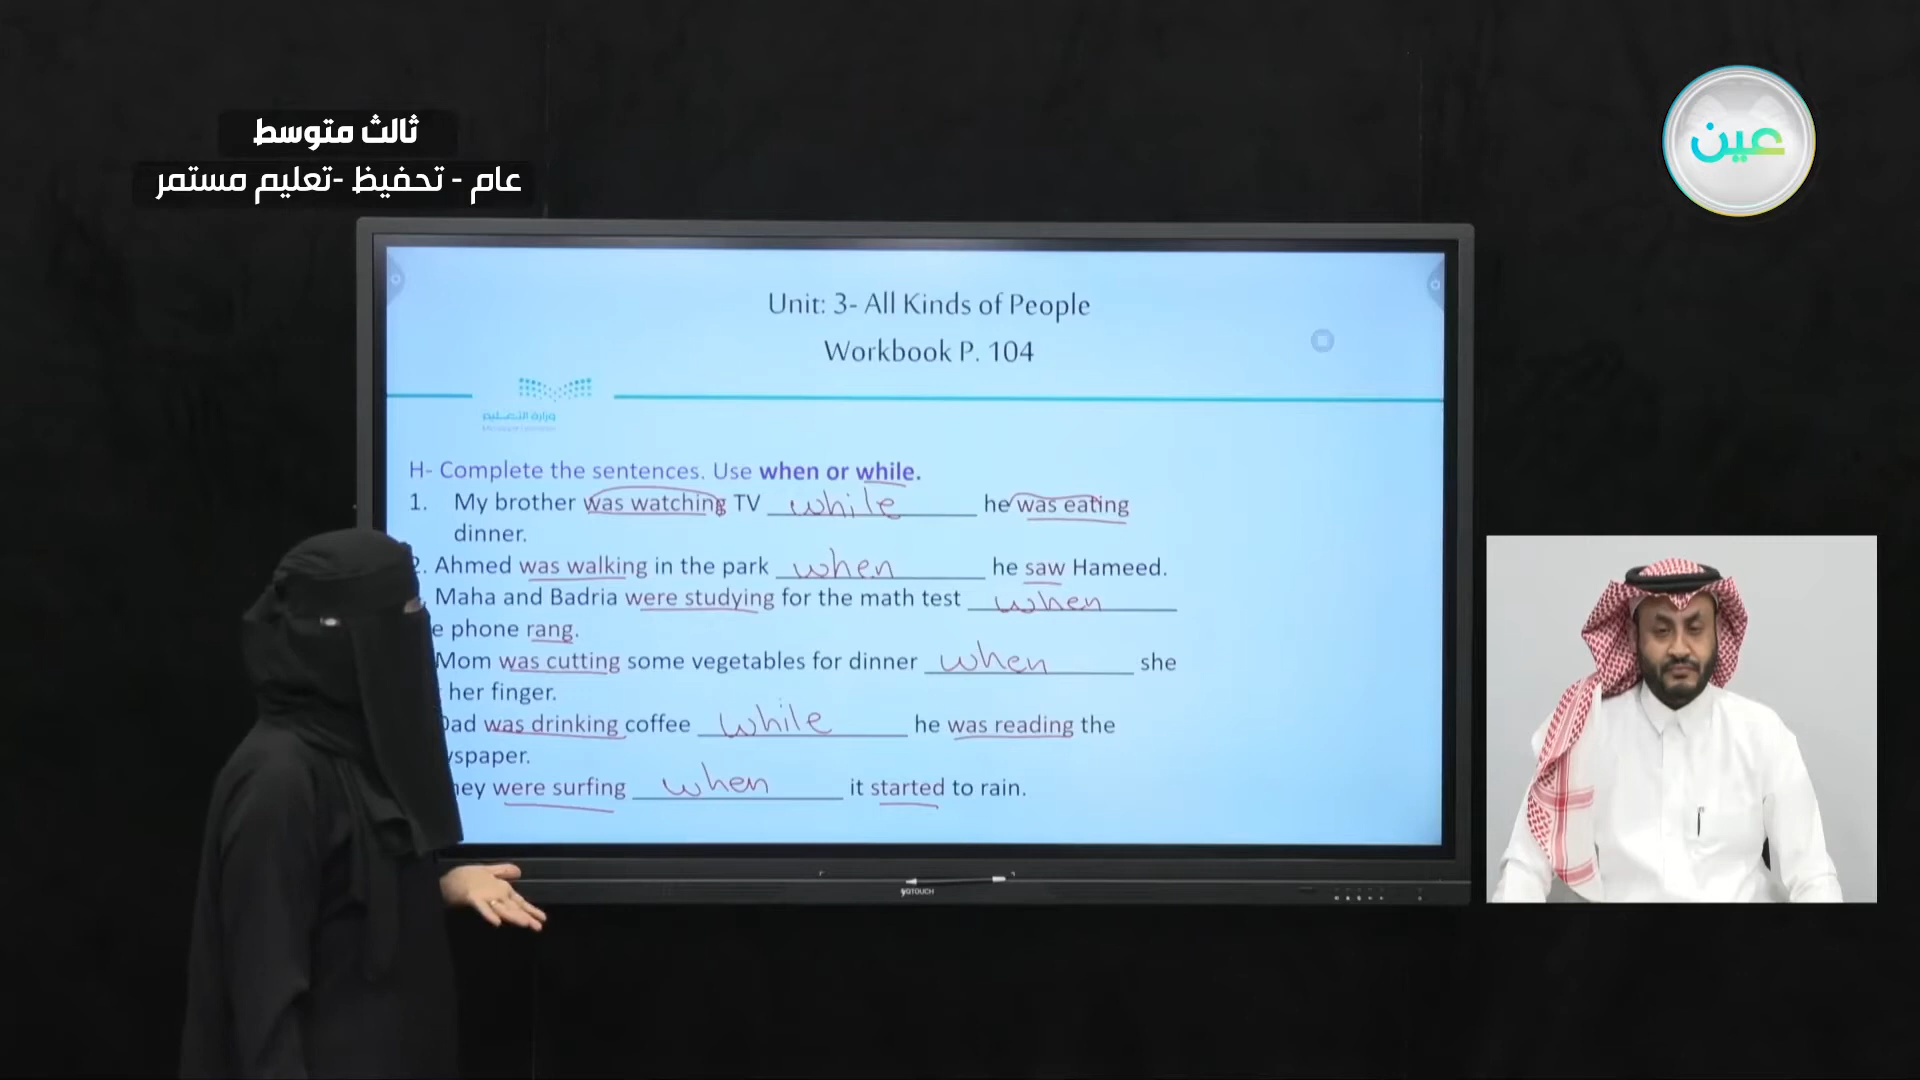 ثالث متوسط
عام - تحفيظ -تعليم مستمر
عين
Unit: 3- All Kinds of People
Workbook P. 104
وزارة التعليم
Ministry of Education
H- Complete the sentences. Use when or while.
1. My brother was watching TV while he was eating
dinner.
2. Ahmed was walking in the park when he saw Hameed.
Maha and Badria were studying for the math test when
e phone rang.
Mom was cutting some vegetables for dinner when she
her finger.
Dad was drinking coffee while he was reading the
wspaper.
hey were surfing when it started to rain.